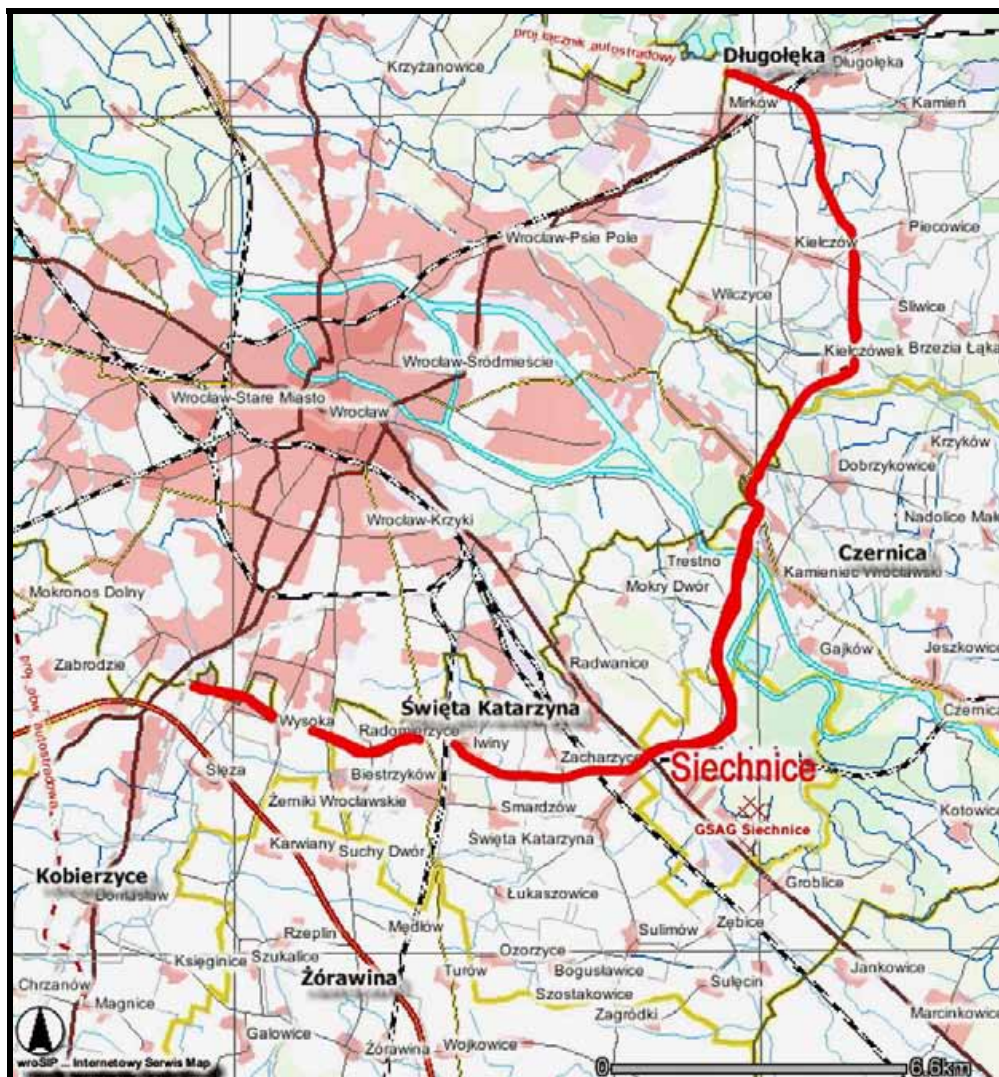 proj łącznik autostradowy
Długołęka
Długołęka
Krzyżanowice
Mirków
Kamień
Wrocław-Psie Pole
Kiełczów
Piecowice
Wilczyce
Śliwice
Wrocław-Śródmieście
Kiełczówek
Brzezia Łąka
Wrocław-Stare Miasto
Wrocław
Krzyków
Dobrzykowice
Wrocław-Krzyki
Nadolice Małe
Czernica
Trestno
Kamieniec Wrocławski
Mokry Dwór
Mokronos Dolny
Gajków
Jeszkowice
Zabrodzie
Radwanice
Święta Katarzyna
Czernica
Wysoka
Radomierzyce
Iwiny
Zacharzyce
Siechnice
Ślęza
Biestrzyków
Żerniki Wrocławskie
Smardzów
Kotowice
GSAG Siechnice
Karwiany
Suchy Dwór
Święta Katarzyna
Kobierzyce
Domasław
Łukaszowice
Groblice
Rzeplin
Mędłów
Sulimów
Zębice
Księginice
Szukalice
Ozorzyce
Żórawina
Turów
Bogusławice
Jankowice
Chrzanów
Szostakowice
Sulęcin
Magnice
Zagródki
Marcinkowice
Galowice
Żórawina
Wojkowice
wroSIP ... Internetowy Serwis Map
0 6.6km